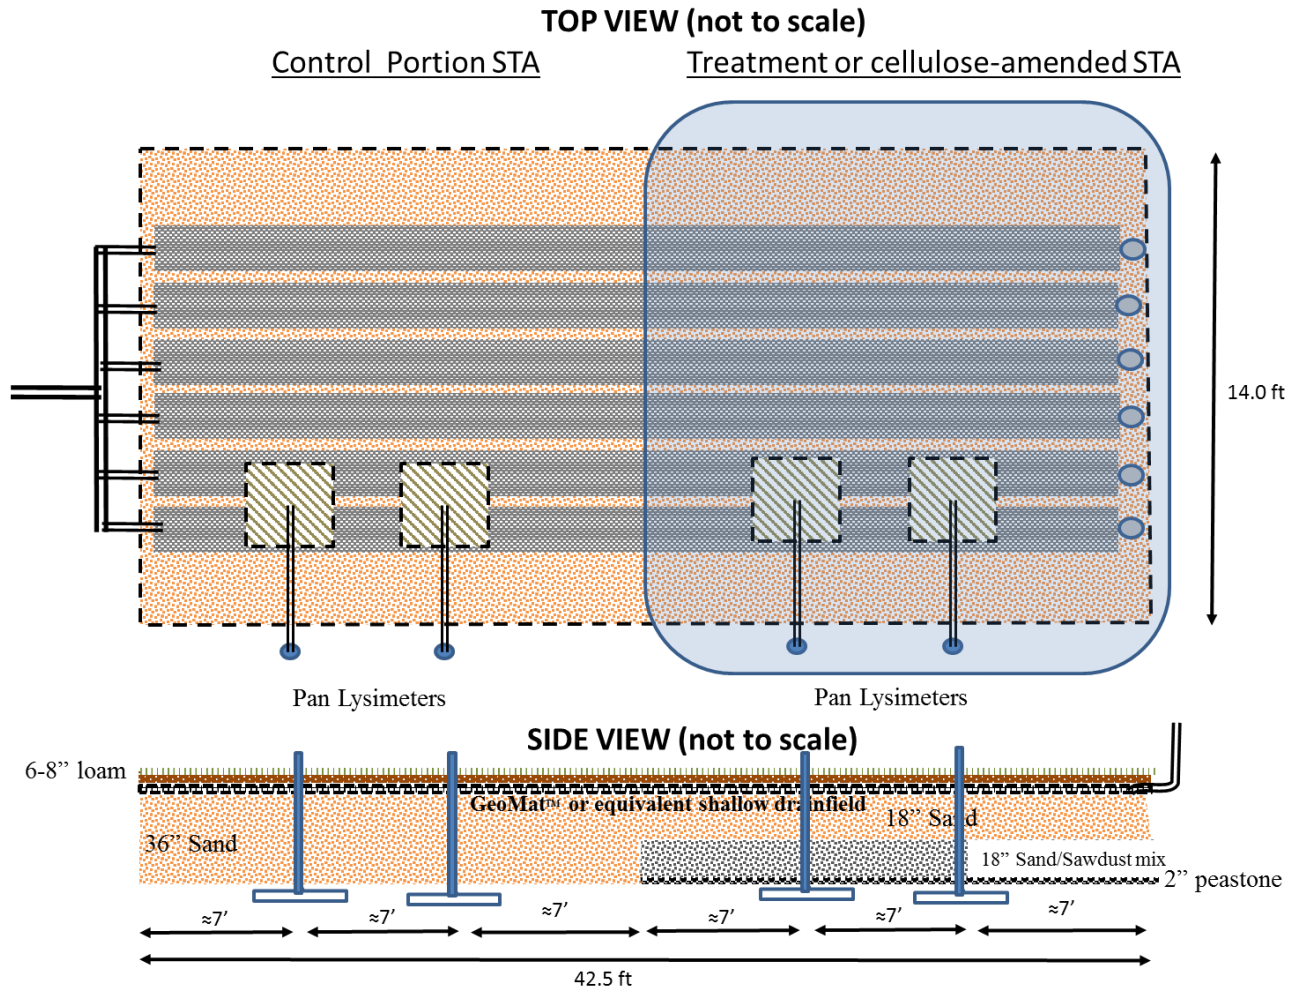 TOP VIEW (not to scale)
Control Portion STA
Treatment or cellulose-amended STA
14.0 ft
Pan Lysimeters
Pan Lysimeters
SIDE VIEW (not to scale)
6-8” loam
GeoMat™ or equivalent shallow drainfield
18” Sand
36” Sand
18” Sand/Sawdust mix
2” peastone
≈7’
≈7’
≈7’
≈7’
≈7’
≈7’
42.5 ft